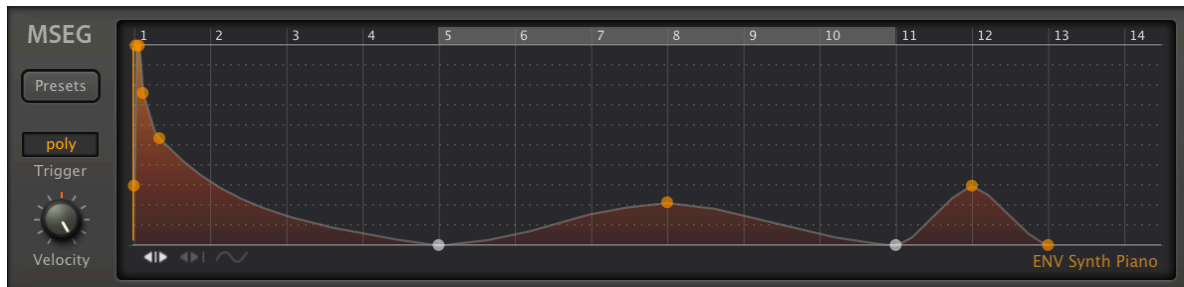 MSEG
1 2 3 4 5 6 7 8 9 10 11 12 13 14
Presets
poly
Trigger
Velocity
ENV Synth Piano